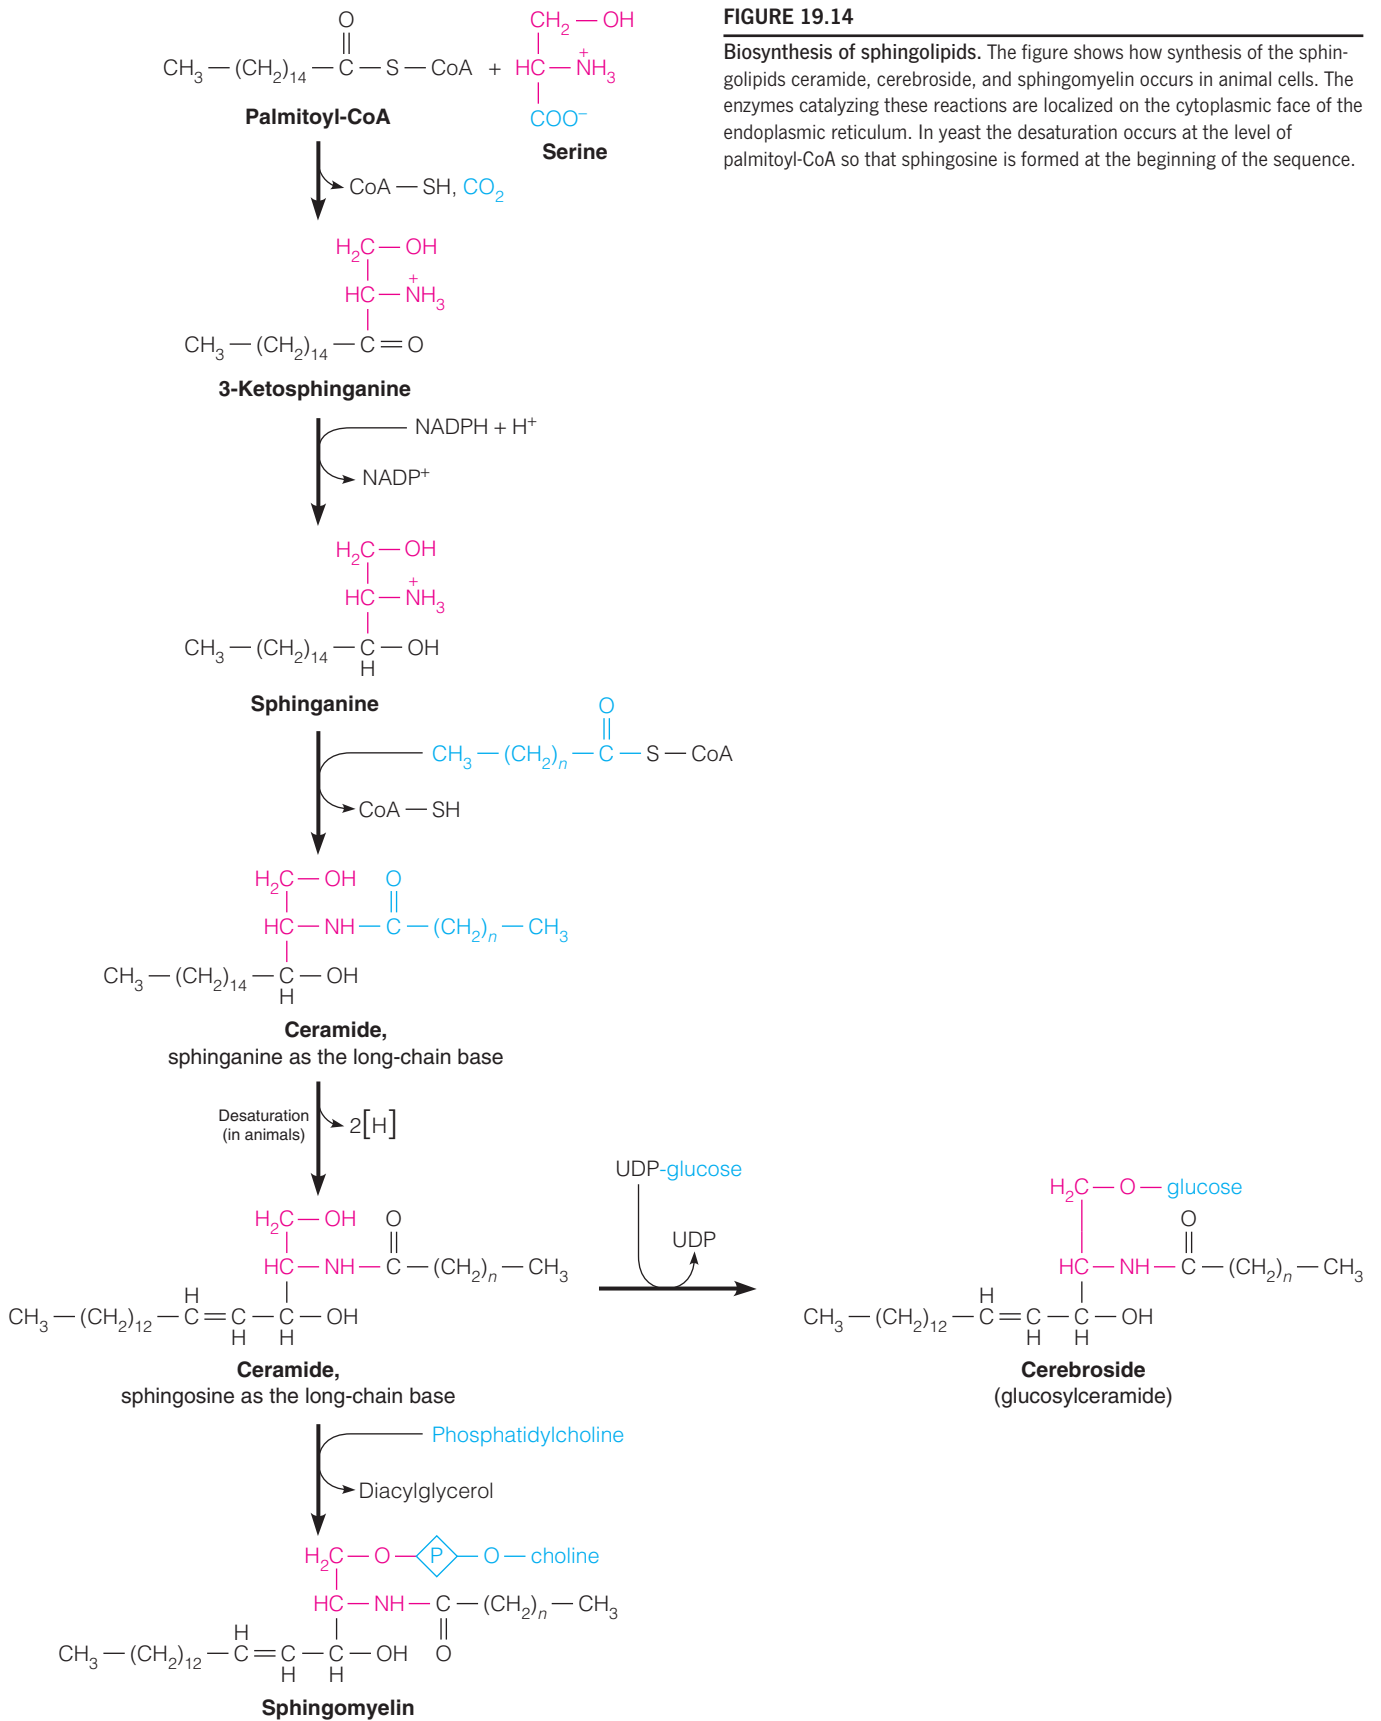 FIGURE 19.14
Biosynthesis of sphingolipids. The figure shows how synthesis of the sphin-
golipids ceramide, cerebroside, and sphingomyelin occurs in animal cells. The
enzymes catalyzing these reactions are localized on the cytoplasmic face of the
endoplasmic reticulum. In yeast the desaturation occurs at the level of
palmitoyl-CoA so that sphingosine is formed at the beginning of the sequence.
O
CH₃—(CH₂)₁₄—C—S—CoA +
Palmitoyl-CoA
CH₂—OH
HC—NH₃
+
COO⁻
Serine
CoA—SH, CO₂
H₂C—OH
+
HC—NH₃
CH₃—(CH₂)₁₄—C=O
3-Ketosphinganine
NADPH + H⁺
NADP⁺
H₂C—OH
+
HC—NH₃
CH₃—(CH₂)₁₄—C—OH
H
Sphinganine
O
CH₃—(CH₂)ₙ—C—S—CoA
CoA—SH
H₂C—OH O
HC—NH—C—(CH₂)ₙ—CH₃
CH₃—(CH₂)₁₄—C—OH
H
Ceramide,
sphinganine as the long-chain base
Desaturation
(in animals)
2[H]
H₂C—OH O
HC—NH—C—(CH₂)ₙ—CH₃
H
CH₃—(CH₂)₁₂—C=C—C—OH
H H
Ceramide,
sphingosine as the long-chain base
UDP-glucose
UDP
H₂C—O—glucose
O
HC—NH—C—(CH₂)ₙ—CH₃
H
CH₃—(CH₂)₁₂—C=C—C—OH
H H
Cerebroside
(glucosylceramide)
Phosphatidylcholine
Diacylglycerol
H₂C—O—P—O—choline
HC—NH—C—(CH₂)ₙ—CH₃
H
CH₃—(CH₂)₁₂—C=C—C—OH O
H H
Sphingomyelin